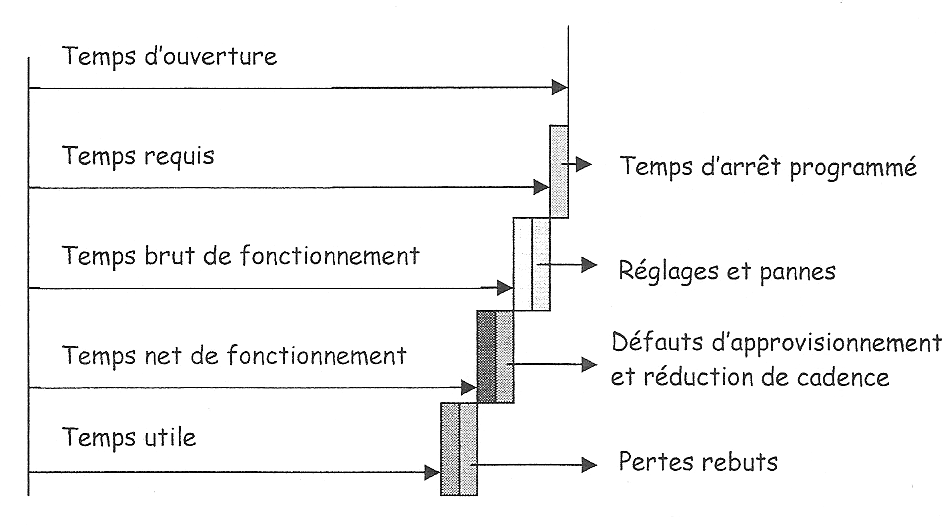 Temps d'ouverture
Temps requis
Temps d'arrêt programmé
Temps brut de fonctionnement
Réglages et pannes
Temps net de fonctionnement
Défauts d'approvisionnement
et réduction de cadence
Temps utile
Pertes rebuts